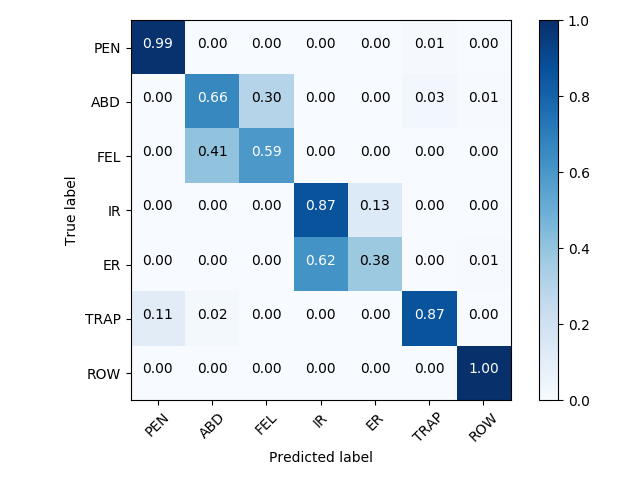 PEN 0.99 0.00 0.00 0.00 0.00 0.01 0.00
ABD 0.00 0.66 0.30 0.00 0.00 0.03 0.01
FEL 0.00 0.41 0.59 0.00 0.00 0.00 0.00
IR 0.00 0.00 0.00 0.87 0.13 0.00 0.00
ER 0.00 0.00 0.00 0.62 0.38 0.00 0.01
TRAP 0.11 0.02 0.00 0.00 0.00 0.87 0.00
ROW 0.00 0.00 0.00 0.00 0.00 0.00 1.00
PEN ABD FEL IR ER TRAP ROW
Predicted label
True label
1.0
0.8
0.6
0.4
0.2
0.0